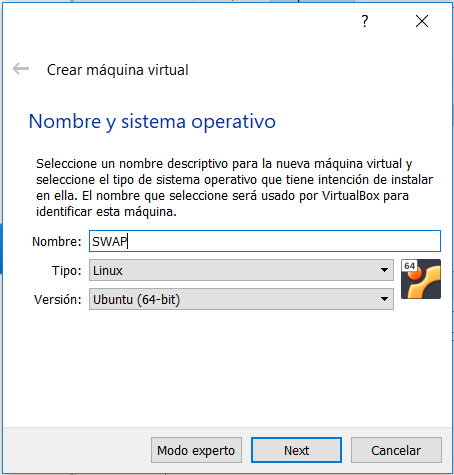 ?
Crear máquina virtual
Nombre y sistema operativo
Seleccione un nombre descriptivo para la nueva máquina virtual y
seleccione el tipo de sistema operativo que tiene intención de instalar
en ella. El nombre que seleccione será usado por VirtualBox para
identificar esta máquina.
Nombre: SWAP
Tipo: Linux
64
Versión: Ubuntu (64-bit)
Modo experto Next Cancelar